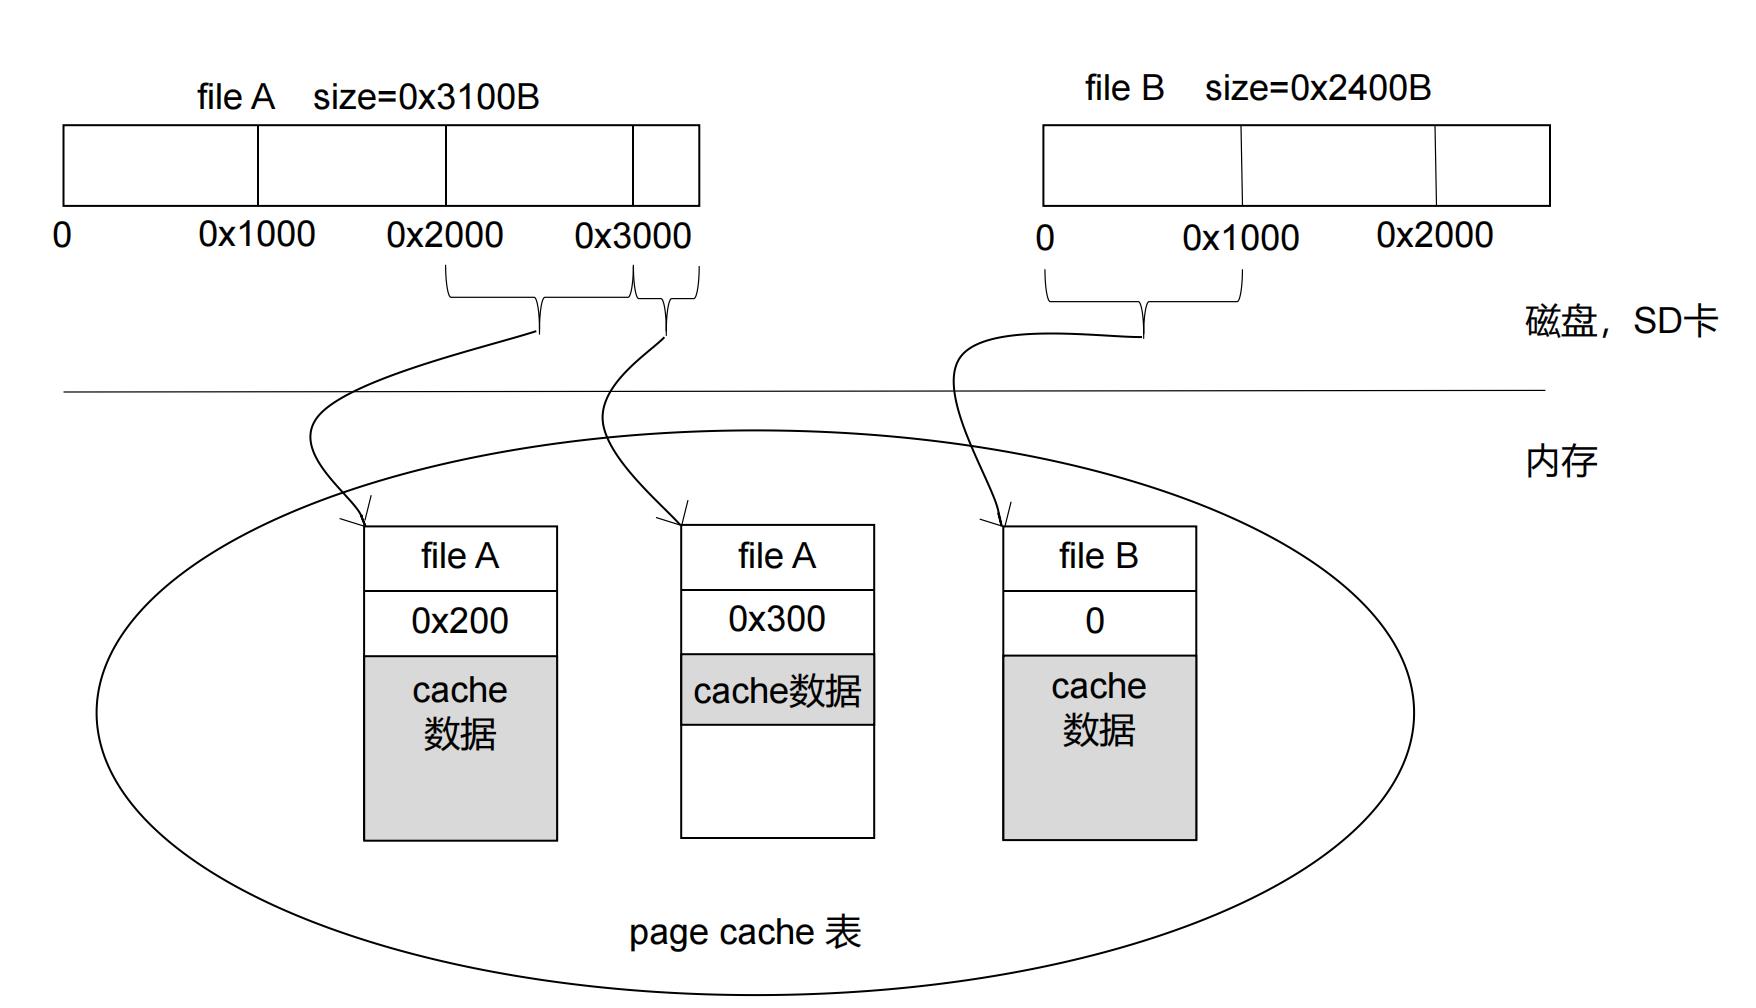 file A size=0x3100B
file B size=0x2400B
0 0x1000 0x2000 0x3000
0 0x1000 0x2000
磁盘，SD卡
内存
file A
0x200
cache
数据
file A
0x300
cache数据
file B
0
cache
数据
page cache 表